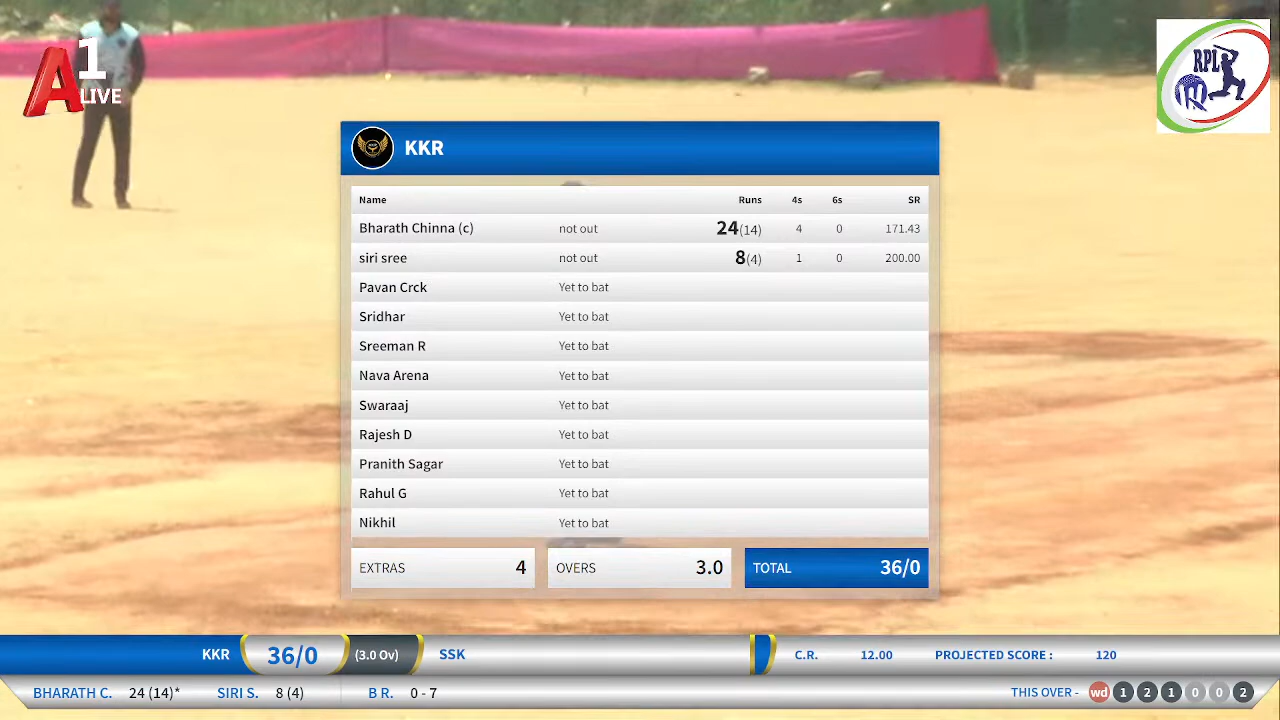 A1
LIVE
RPL
KKR
Name Runs 4s 6s SR
Bharath Chinna (c) not out 24(14) 4 0 171.43
siri sree not out 8(4) 1 0 200.00
Pavan Crck Yet to bat
Sridhar Yet to bat
Sreeman R Yet to bat
Nava Arena Yet to bat
Swaraaj Yet to bat
Rajesh D Yet to bat
Pranith Sagar Yet to bat
Rahul G Yet to bat
Nikhil Yet to bat
EXTRAS 4 OVERS 3.0 TOTAL 36/0
KKR 36/0 (3.0 Ov) SSK C.R. 12.00 PROJECTED SCORE : 120
BHARATH C. 24 (14)* SIRI S. 8 (4) B R. 0 - 7 THIS OVER - wd 1 2 1 0 0 2